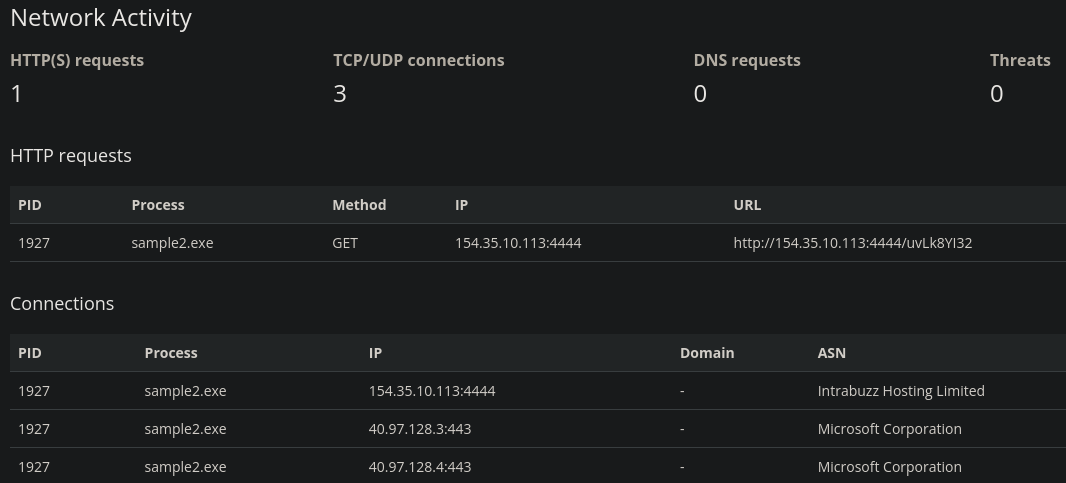 Network Activity
HTTP(S) requests TCP/UDP connections DNS requests Threats
1 3 0 0
HTTP requests
PID Process Method IP URL
1927 sample2.exe GET 154.35.10.113:4444 http://154.35.10.113:4444/uvLk8YI32
Connections
PID Process IP Domain ASN
1927 sample2.exe 154.35.10.113:4444 - Intrabuzz Hosting Limited
1927 sample2.exe 40.97.128.3:443 - Microsoft Corporation
1927 sample2.exe 40.97.128.4:443 - Microsoft Corporation